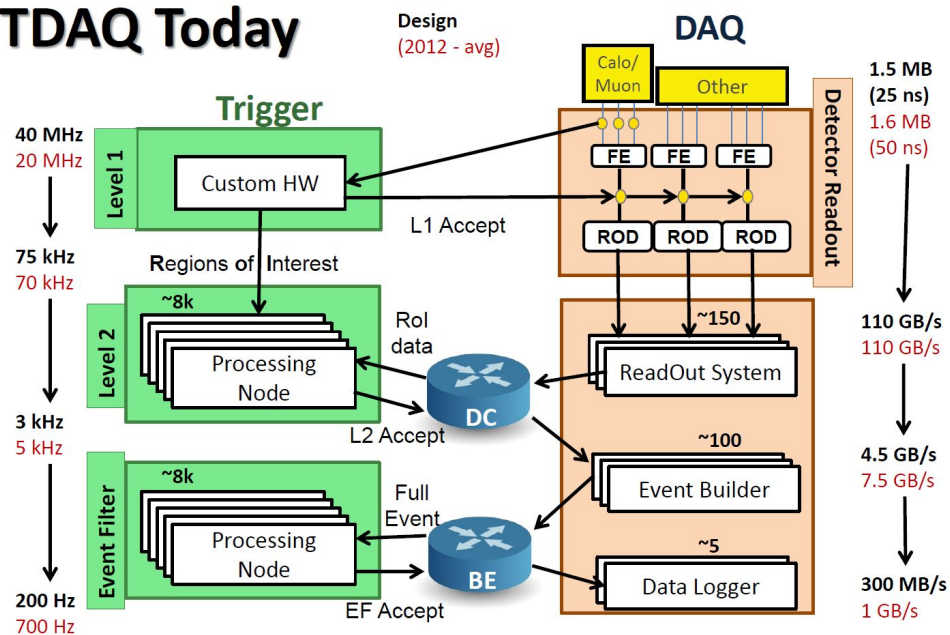 TDAQ Today
Design
(2012 - avg)
DAQ
Trigger
Calo/
Muon
Other
1.5 MB
(25 ns)
1.6 MB
(50 ns)
40 MHz
20 MHz
Level 1
Custom HW
FE
FE
FE
Detector Readout
L1 Accept
ROD
ROD
ROD
75 kHz
70 kHz
Regions of Interest
~8k
Level 2
Processing
Node
RoI
data
DC
L2 Accept
~150
ReadOut System
110 GB/s
110 GB/s
3 kHz
5 kHz
~100
Event Builder
4.5 GB/s
7.5 GB/s
~8k
Event Filter
Processing
Node
Full
Event
BE
EF Accept
~5
Data Logger
300 MB/s
1 GB/s
200 Hz
700 Hz